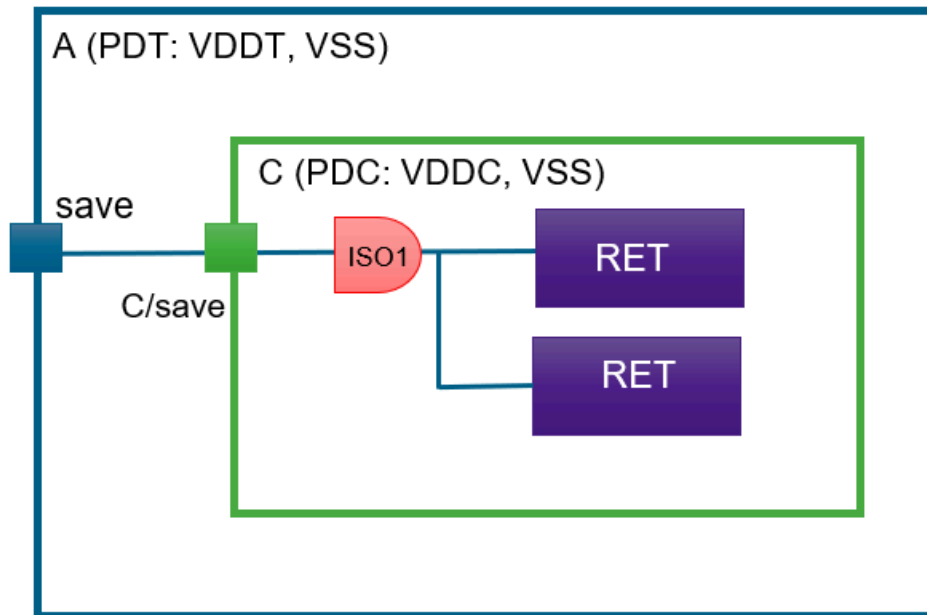 A (PDT: VDDT, VSS)
C (PDC: VDDC, VSS)
save
ISO1
RET
C/save
RET